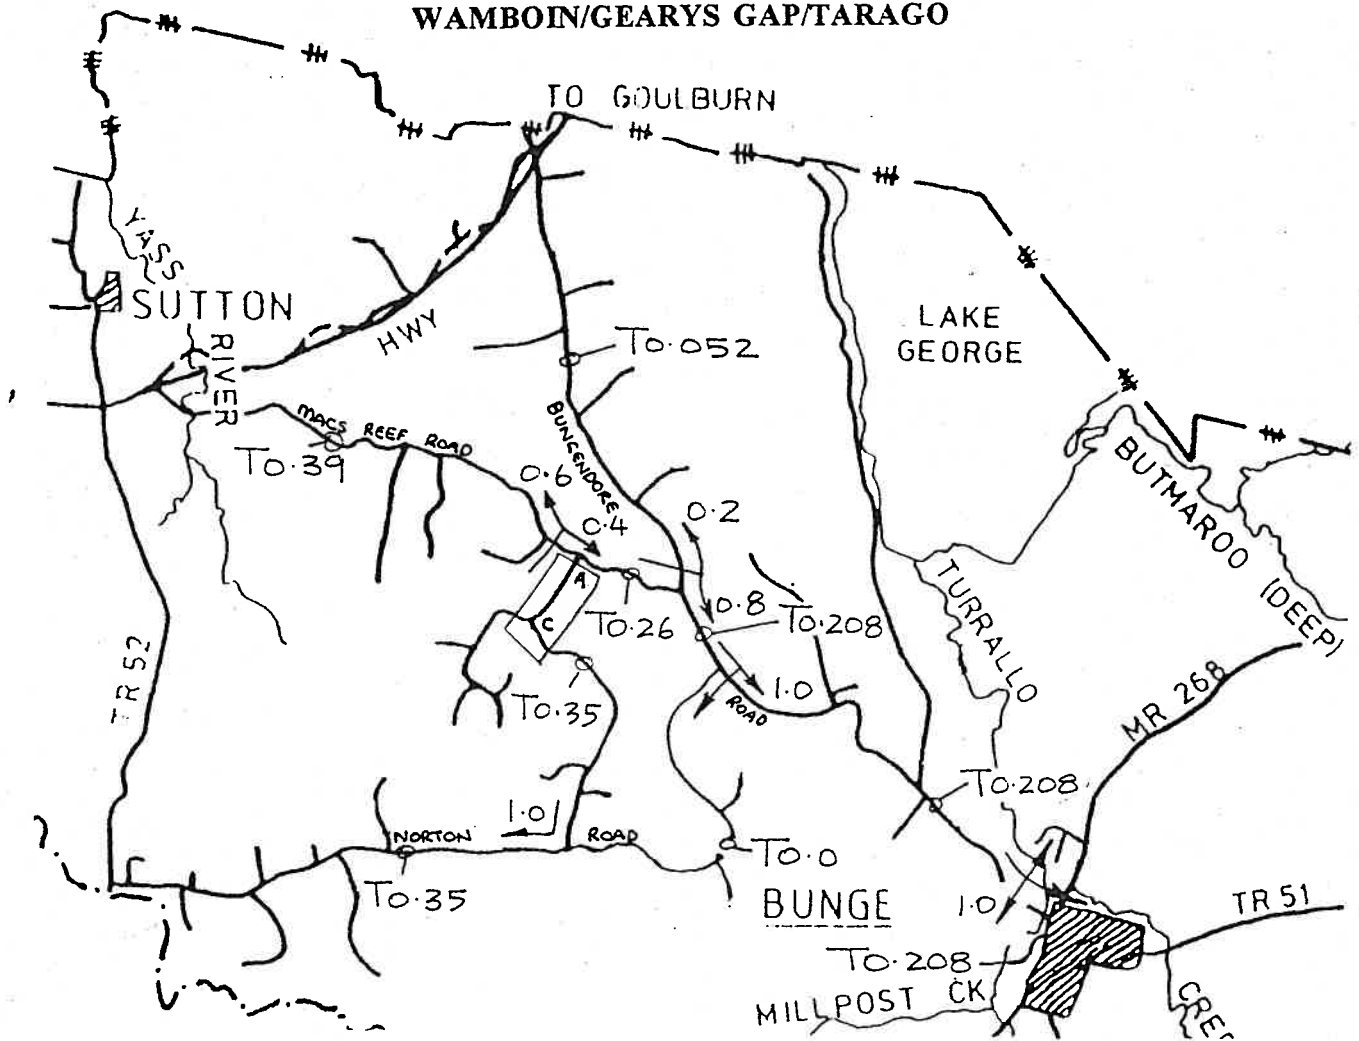 WAMBOIN/GEARYS GAP/TARAGO
TO GOULBURN
YASS
RIVER
SUTTON
HWY
LAKE
GEORGE
To.052
MACS REEF ROAD
To.39
BUNGENDORE
ROAD
0.6
0.4
0.2
0.8
A
C
To.26
To.208
To.35
1.0
BUTMAROO (DEEP)
TURRALLO
MR 268
TR 52
To.208
1.0
NORTON ROAD
To.35
To.0
BUNGE
1.0
TR 51
To.208
MILLPOST CK